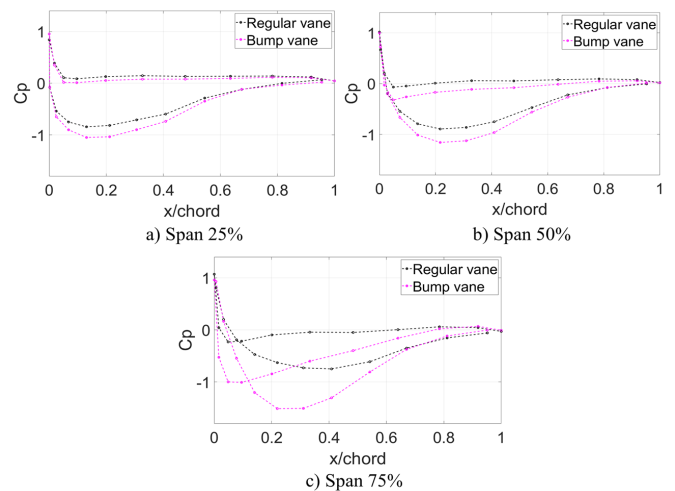 Regular vane
Bump vane
1
0
-1
Cp
0
0.2
0.4
0.6
0.8
1
x/chord
a) Span 25%
Regular vane
Bump vane
1
0
-1
Cp
0
0.2
0.4
0.6
0.8
1
x/chord
b) Span 50%
Regular vane
Bump vane
1
0
-1
Cp
0
0.2
0.4
0.6
0.8
1
x/chord
c) Span 75%